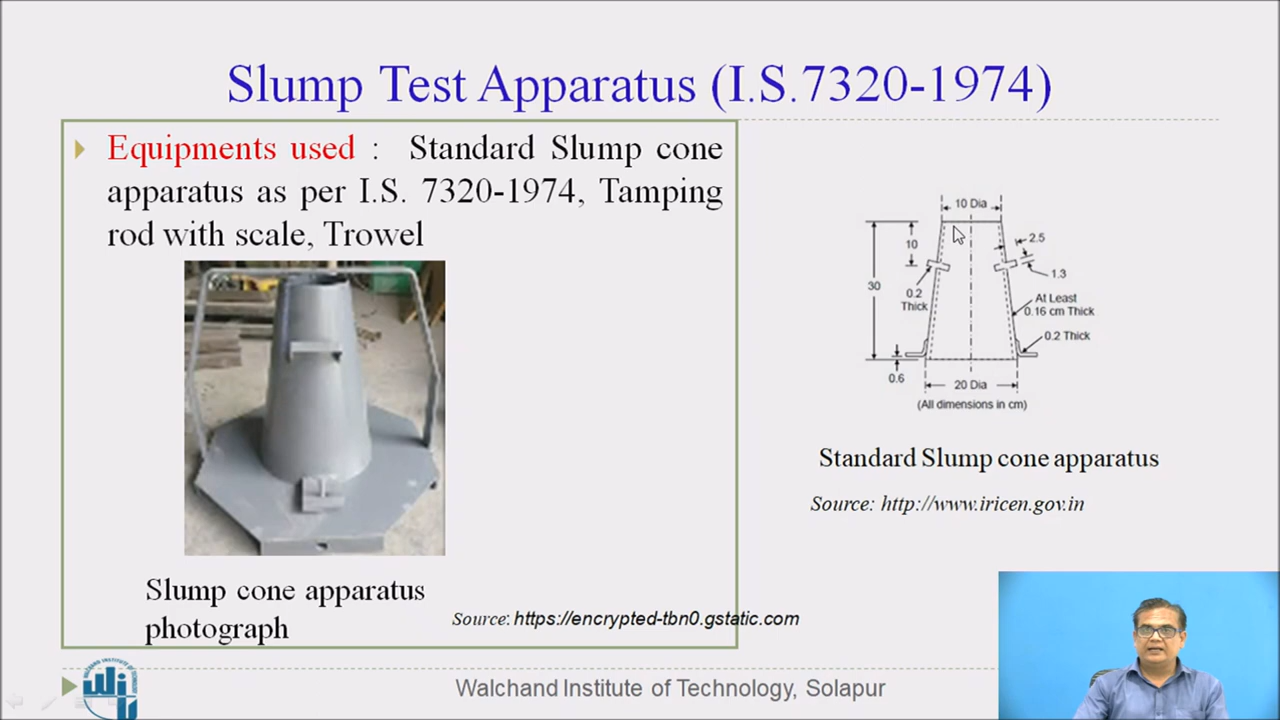 Slump Test Apparatus (I.S.7320-1974)
Equipments used : Standard Slump cone
apparatus as per I.S. 7320-1974, Tamping
rod with scale, Trowel
Slump cone apparatus
photograph
Source: https://encrypted-tbn0.gstatic.com
10 Dia
10
2.5
1.3
30
0.2
Thick
At Least
0.16 cm Thick
0.2 Thick
0.6
20 Dia
(All dimensions in cm)
Standard Slump cone apparatus
Source: http://www.iricen.gov.in
Walchand Institute of Technology, Solapur